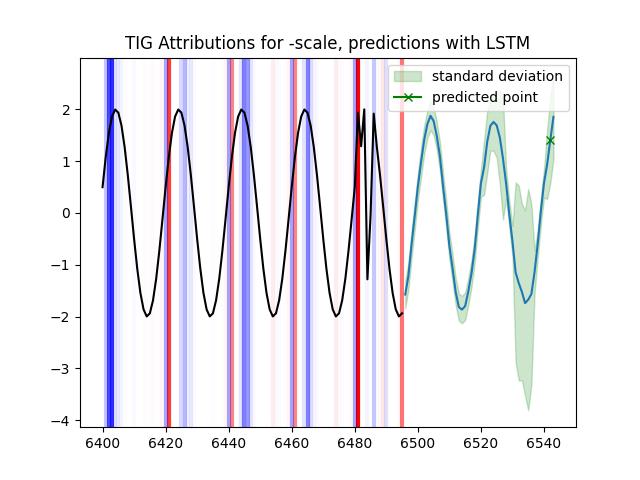 TIG Attributions for -scale, predictions with LSTM
standard deviation
predicted point
2
1
0
−1
−2
−3
−4
6400 6420 6440 6460 6480 6500 6520 6540